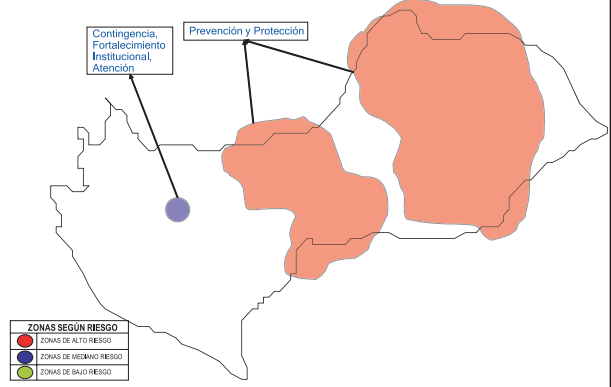 Contingencia,
Fortalecimiento
Institucional,
Atención
Prevención y Protección
ZONAS SEGÚN RIESGO
ZONAS DE ALTO RIESGO
ZONAS DE MEDIANO RIESGO
ZONAS DE BAJO RIESGO